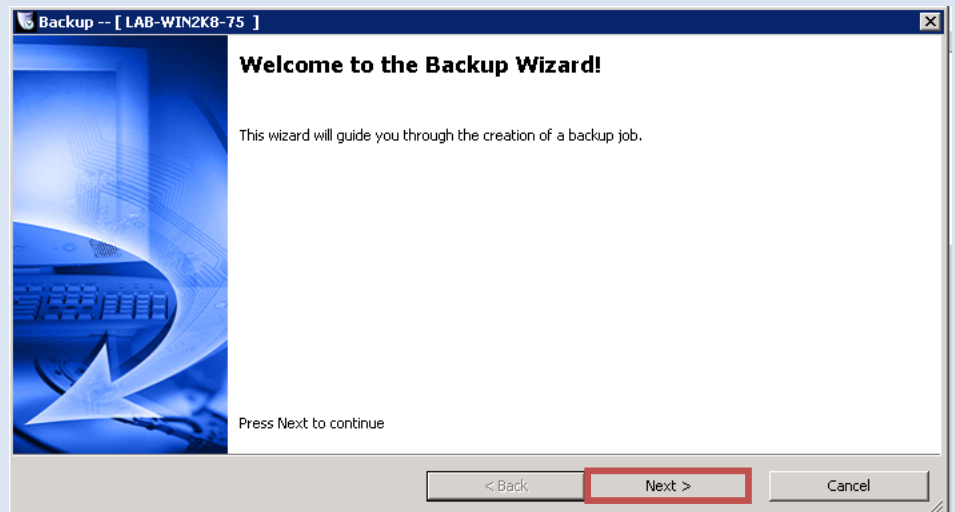 Backup -- [ LAB-WIN2K8-75 ]
Welcome to the Backup Wizard!
This wizard will guide you through the creation of a backup job.
Press Next to continue
< Back
Next >
Cancel